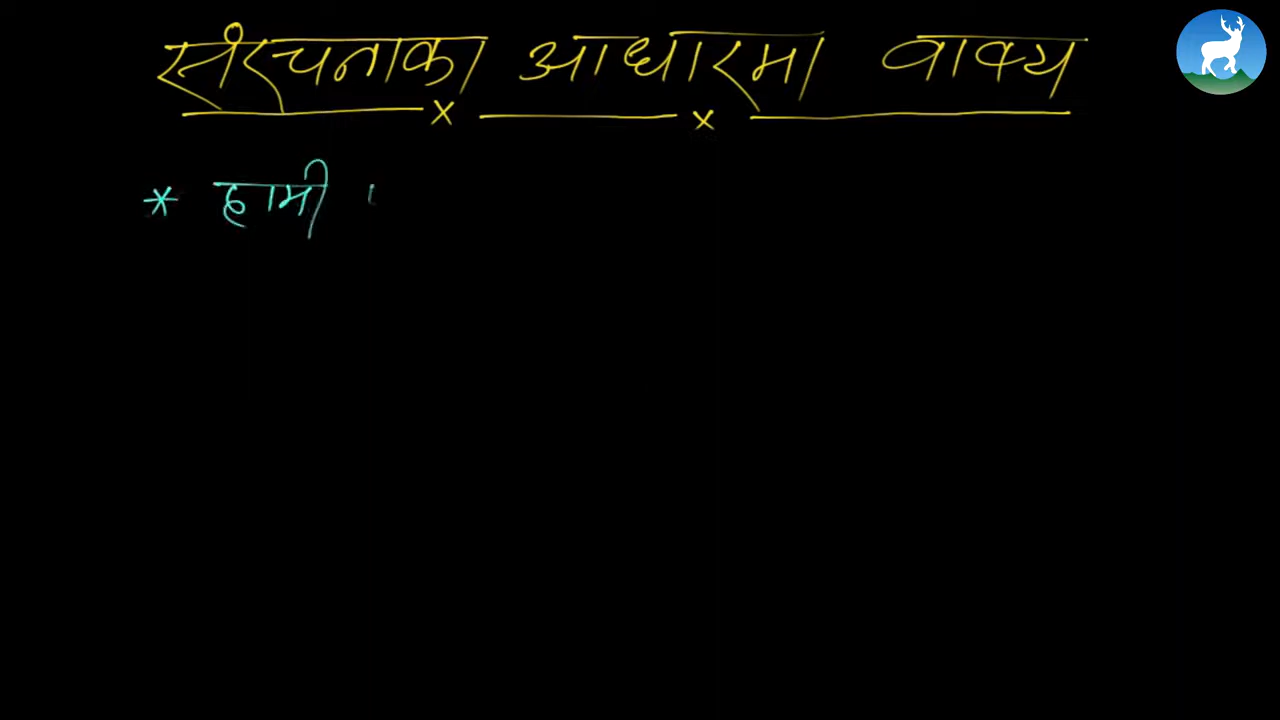 संरचनाका आधारमा वाक्य
* हामी